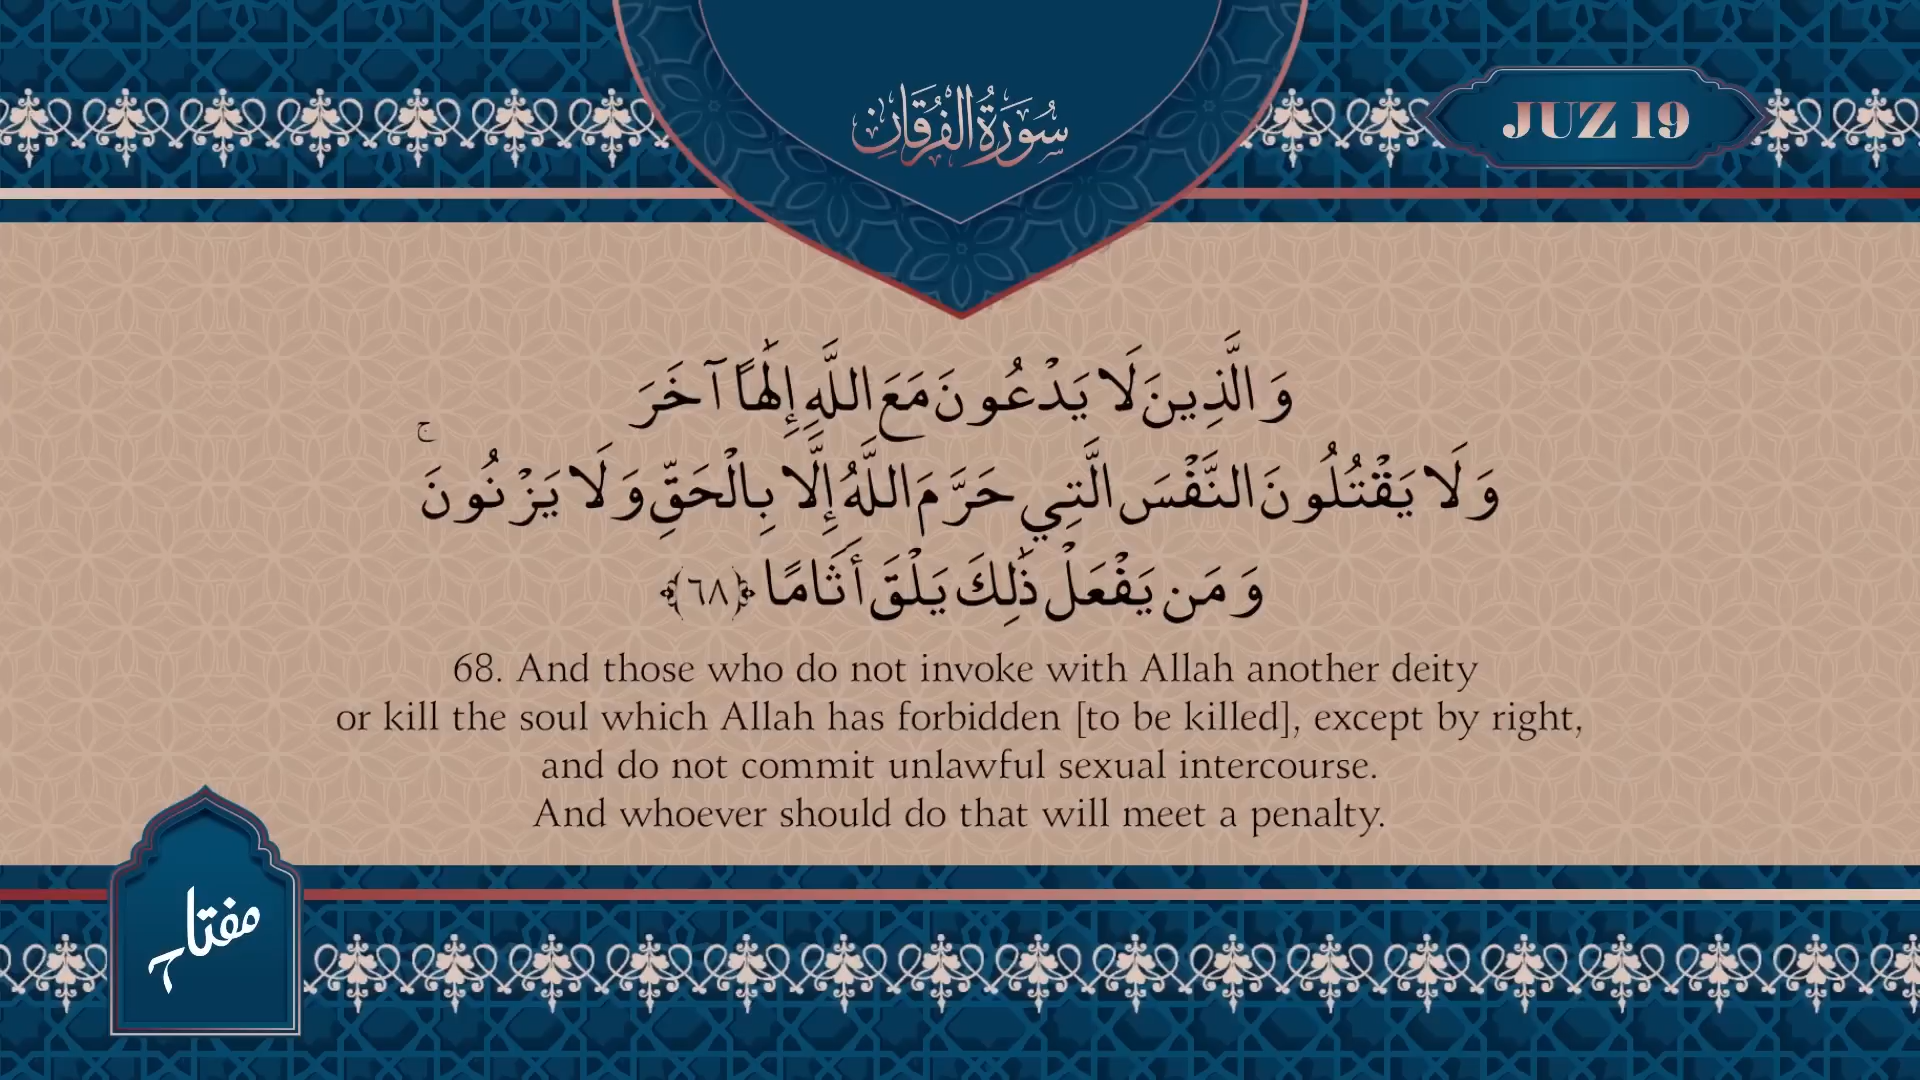 سُورَةُ الفُرْقَانِ
JUZ 19
وَالَّذِينَ لَا يَدْعُونَ مَعَ اللَّهِ إِلَٰهًا آخَرَ
وَلَا يَقْتُلُونَ النَّفْسَ الَّتِي حَرَّمَ اللَّهُ إِلَّا بِالْحَقِّ وَلَا يَزْنُونَ ۚ
وَمَن يَفْعَلْ ذَٰلِكَ يَلْقَ أَثَامًا ﴿٦٨﴾
68. And those who do not invoke with Allah another deity
or kill the soul which Allah has forbidden [to be killed], except by right,
and do not commit unlawful sexual intercourse.
And whoever should do that will meet a penalty.
مفتاح